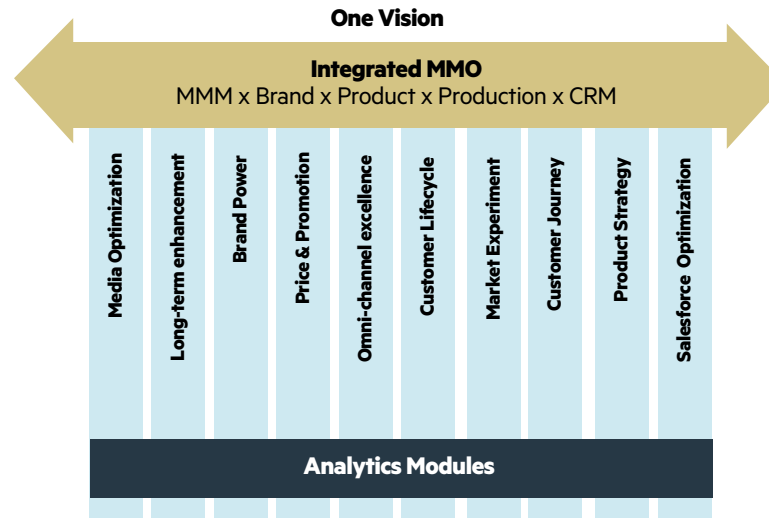 One Vision
Integrated MMO
MMM x Brand x Product x Production x CRM
Media Optimization
Long-term enhancement
Brand Power
Price & Promotion
Omni-channel excellence
Customer Lifecycle
Market Experiment
Customer Journey
Product Strategy
Salesforce Optimization
Analytics Modules